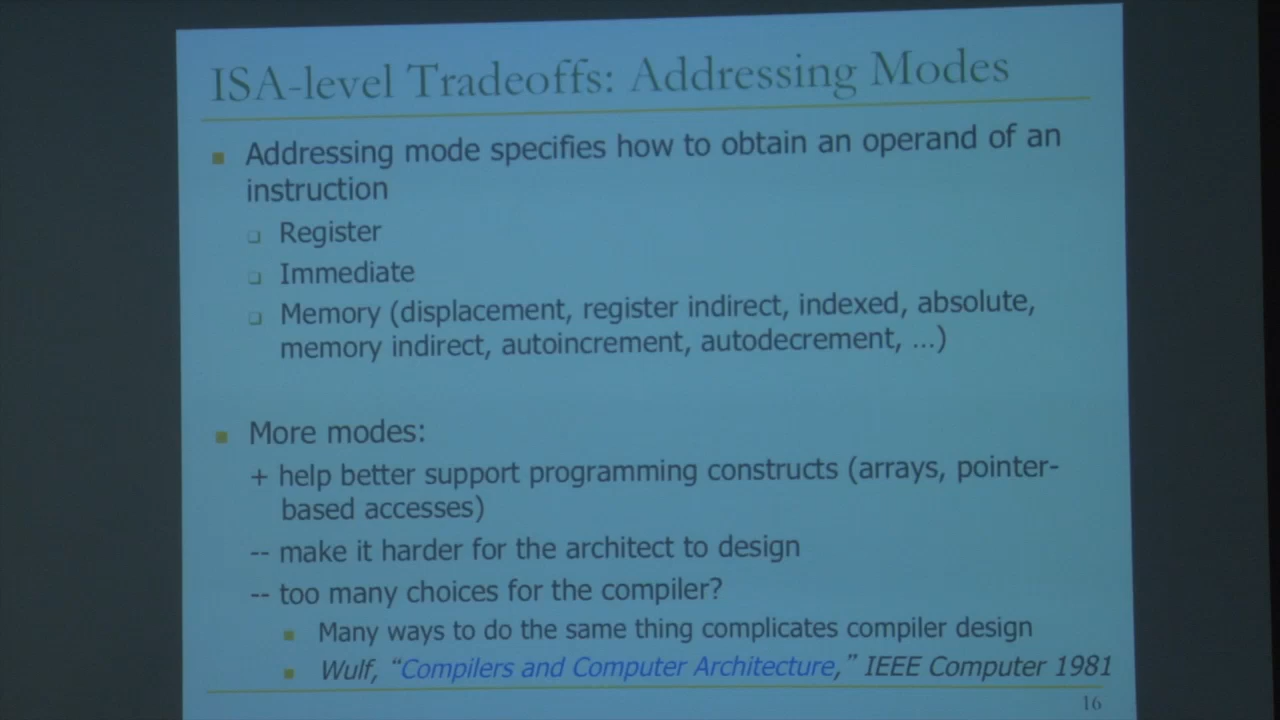 ISA-level Tradeoffs: Addressing Modes
Addressing mode specifies how to obtain an operand of an
instruction
Register
Immediate
Memory (displacement, register indirect, indexed, absolute,
memory indirect, autoincrement, autodecrement, ...)
More modes:
+ help better support programming constructs (arrays, pointer-
based accesses)
-- make it harder for the architect to design
-- too many choices for the compiler?
Many ways to do the same thing complicates compiler design
Wulf, “Compilers and Computer Architecture,” IEEE Computer 1981
16